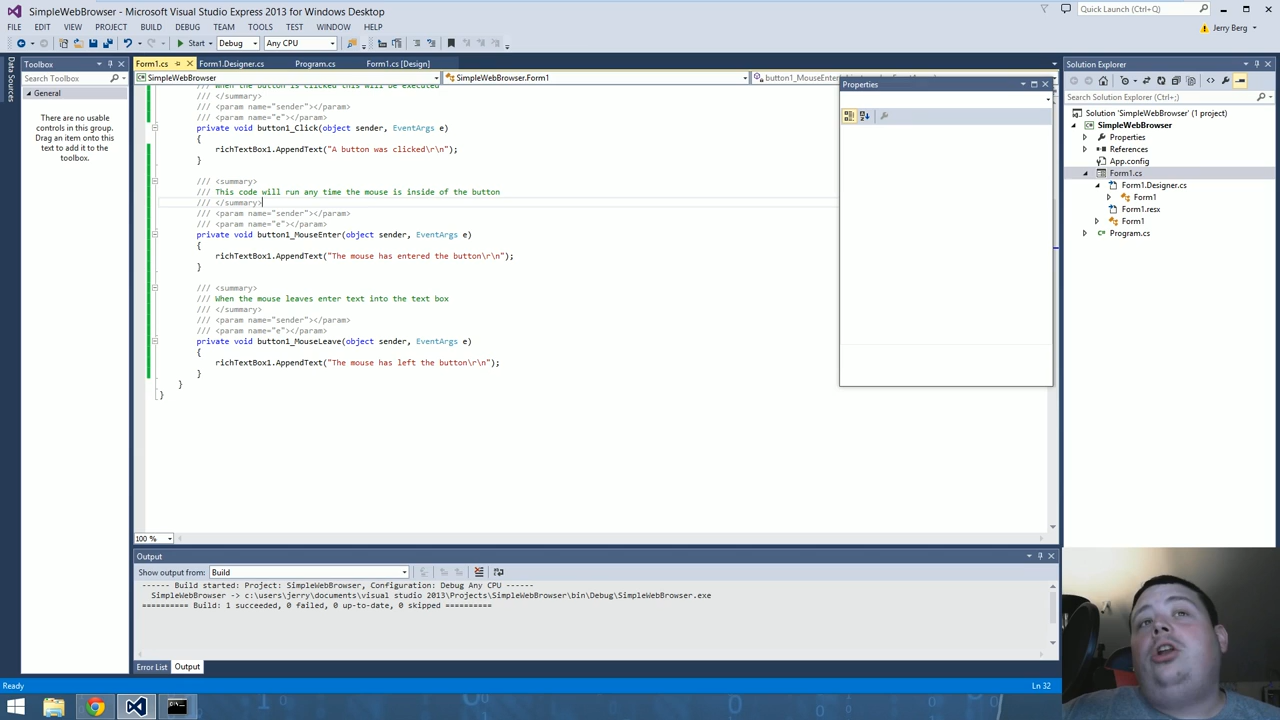 SimpleWebBrowser - Microsoft Visual Studio Express 2013 for Windows Desktop
Quick Launch (Ctrl+Q)
FILE EDIT VIEW PROJECT BUILD DEBUG TEAM TOOLS TEST WINDOW HELP
Jerry Berg
Start Debug Any CPU
Data Sources
Toolbox
Search Toolbox
General
There are no usable
controls in this group.
Drag an item onto this
text to add it to the
toolbox.
Form1.cs Form1.Designer.cs Program.cs Form1.cs [Design]
SimpleWebBrowser SimpleWebBrowser.Form1
/// When the button is clicked this will be executed
/// </summary>
/// <param name="sender"></param>
/// <param name="e"></param>
private void button1_Click(object sender, EventArgs e)
{
richTextBox1.AppendText("A button was clicked\r\n");
}
/// <summary>
/// This code will run any time the mouse is inside of the button
/// </summary>
/// <param name="sender"></param>
/// <param name="e"></param>
private void button1_MouseEnter(object sender, EventArgs e)
{
richTextBox1.AppendText("The mouse has entered the button\r\n");
}
/// <summary>
/// When the mouse leaves enter text into the text box
/// </summary>
/// <param name="sender"></param>
/// <param name="e"></param>
private void button1_MouseLeave(object sender, EventArgs e)
{
richTextBox1.AppendText("The mouse has left the button\r\n");
}
}
}
100 %
Properties
Solution Explorer
Search Solution Explorer (Ctrl+;)
Solution 'SimpleWebBrowser' (1 project)
SimpleWebBrowser
Properties
References
App.config
Form1.cs
Form1.Designer.cs
Form1
Form1.resx
Form1
Program.cs
Output
Show output from: Build
------ Build started: Project: SimpleWebBrowser, Configuration: Debug Any CPU ------
SimpleWebBrowser -> c:\users\jerry\documents\visual studio 2013\Projects\SimpleWebBrowser\bin\Debug\SimpleWebBrowser.exe
========== Build: 1 succeeded, 0 failed, 0 up-to-date, 0 skipped ==========
Error List Output
Ready
Ln 32